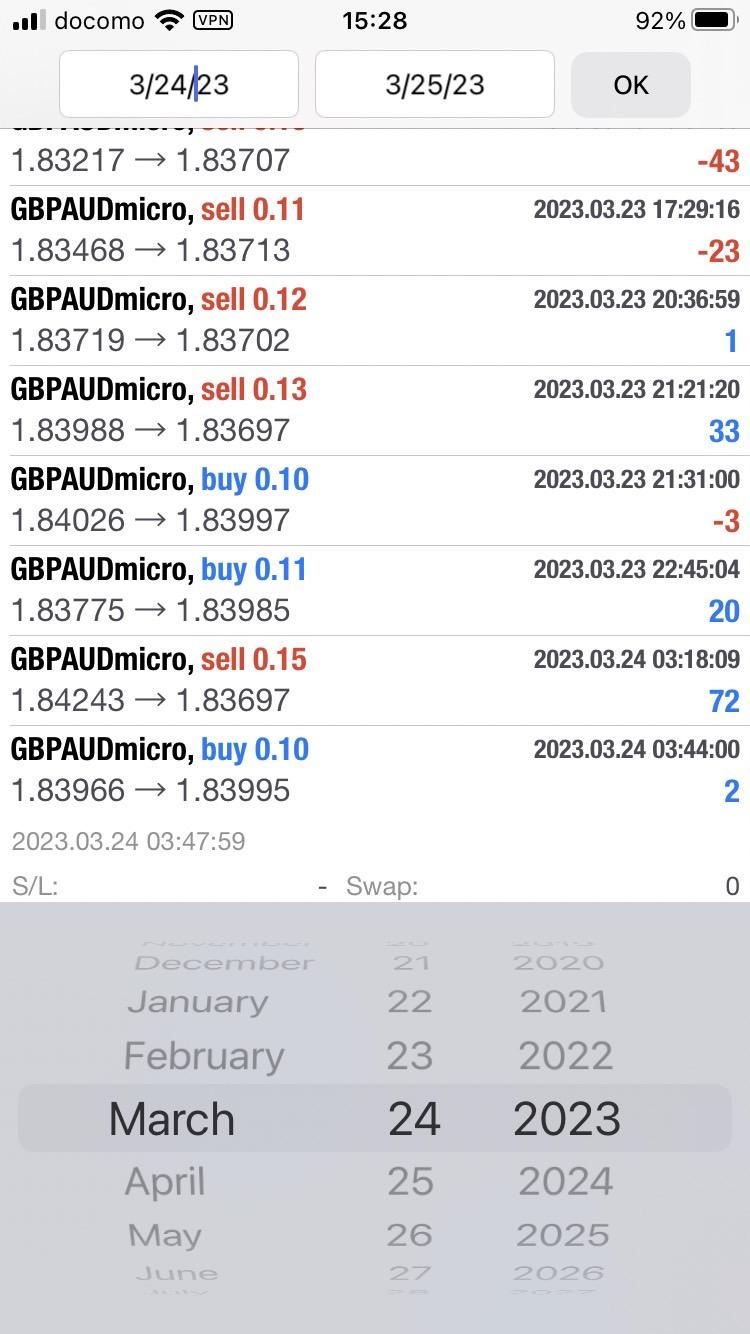 docomo VPN 15:28 92%
3/24/23 3/25/23 OK
GBPAUDmicro,
1.83217 → 1.83707 -43
GBPAUDmicro, sell 0.11 2023.03.23 17:29:16
1.83468 → 1.83713 -23
GBPAUDmicro, sell 0.12 2023.03.23 20:36:59
1.83719 → 1.83702 1
GBPAUDmicro, sell 0.13 2023.03.23 21:21:20
1.83988 → 1.83697 33
GBPAUDmicro, buy 0.10 2023.03.23 21:31:00
1.84026 → 1.83997 -3
GBPAUDmicro, buy 0.11 2023.03.23 22:45:04
1.83775 → 1.83985 20
GBPAUDmicro, sell 0.15 2023.03.24 03:18:09
1.84243 → 1.83697 72
GBPAUDmicro, buy 0.10 2023.03.24 03:44:00
1.83966 → 1.83995 2
2023.03.24 03:47:59
S/L: - Swap: 0
December 21 2020
January 22 2021
February 23 2022
March 24 2023
April 25 2024
May 26 2025
June 27 2026